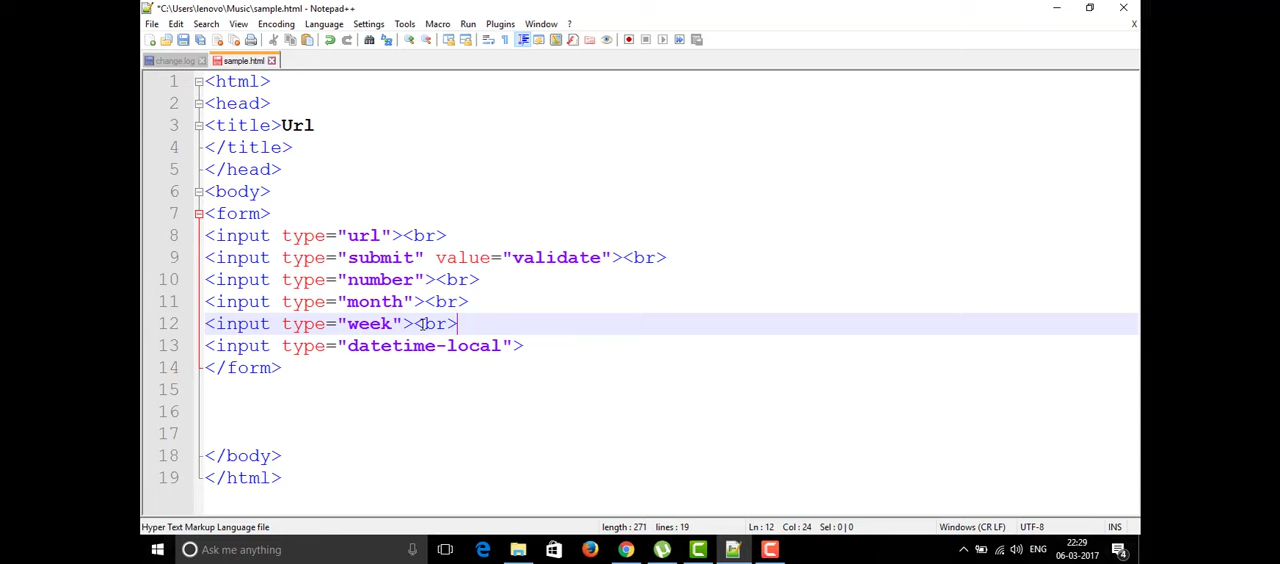 *C:\Users\lenovo\Music\sample.html - Notepad++
File Edit Search View Encoding Language Settings Tools Macro Run Plugins Window ? X
change.log sample.html
1 <html>
2 <head>
3 <title>Url
4 </title>
5 </head>
6 <body>
7 <form>
8 <input type="url"><br>
9 <input type="submit" value="validate"><br>
10 <input type="number"><br>
11 <input type="month"><br>
12 <input type="week"><br>
13 <input type="datetime-local">
14 </form>
15
16
17
18 </body>
19 </html>
Hyper Text Markup Language file length : 271 lines : 19 Ln : 12 Col : 24 Sel : 0 | 0 Windows (CR LF) UTF-8 INS
Ask me anything ENG 22:29
06-03-2017 4